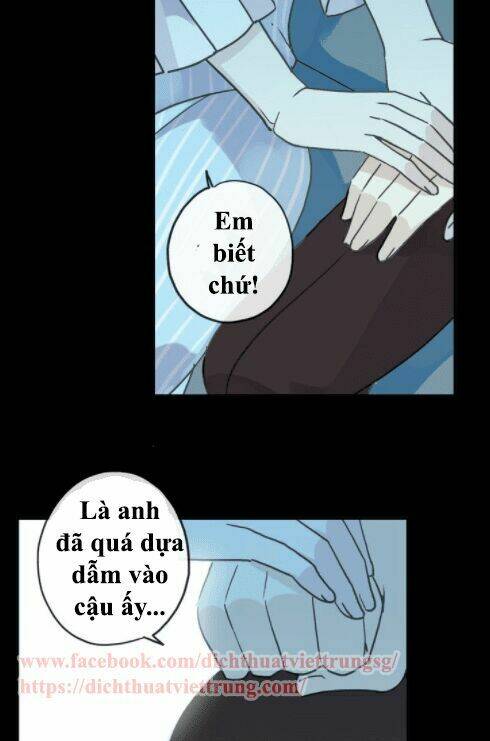 Em
biết
chứ!
Là anh
đã quá dựa
dẫm vào
cậu ấy...
www.facebook.com/dichthuatviettrungsg/
https://dichthuatviettrung.com/